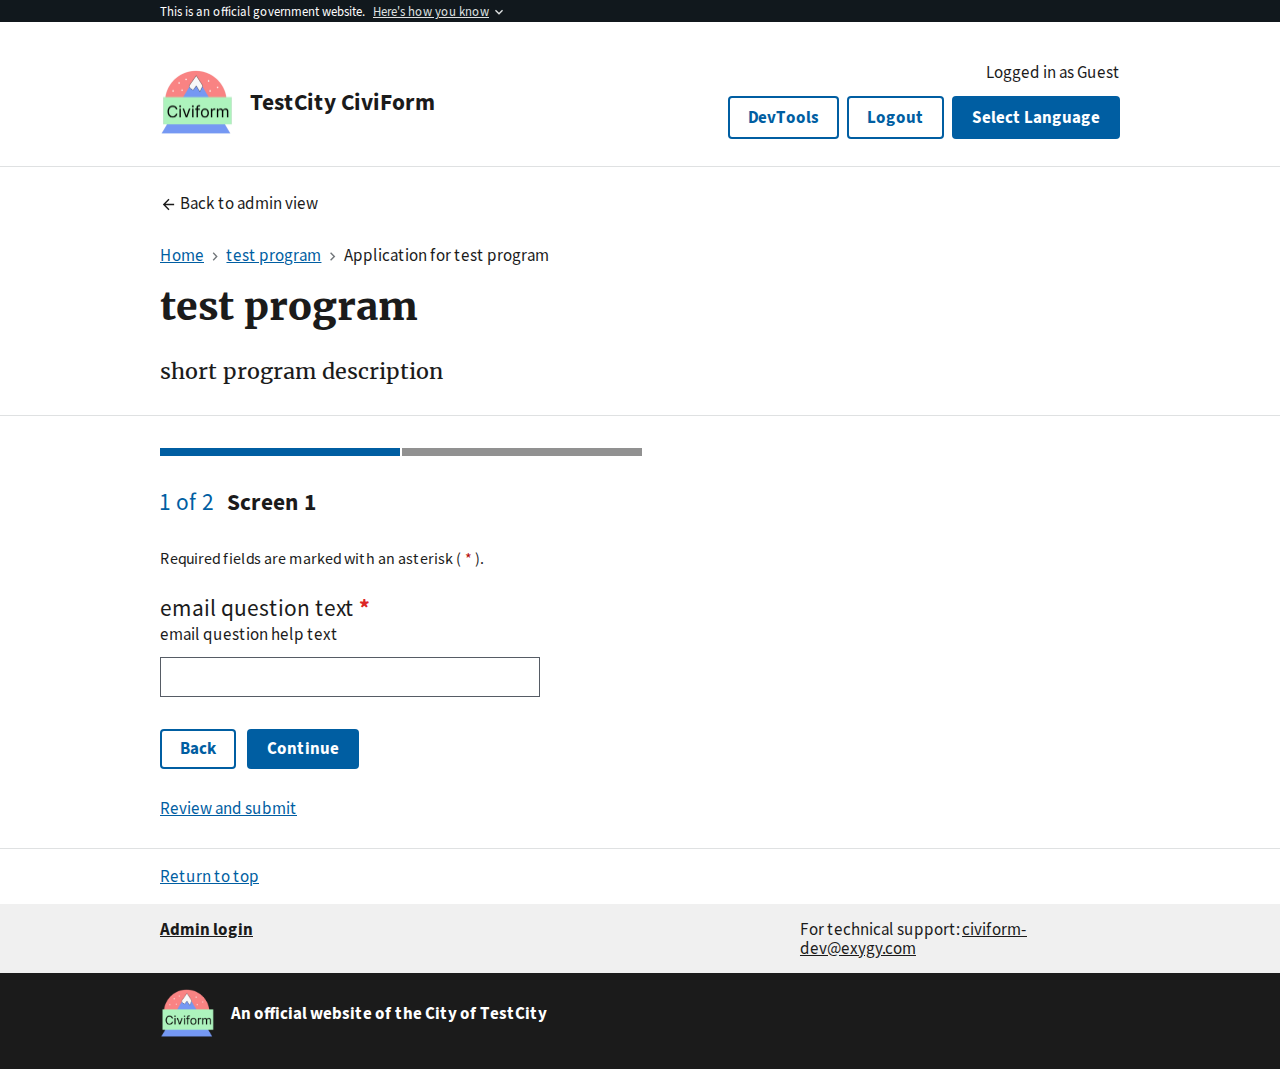 This is an official government website. Here's how you know
Logged in as Guest
Civiform
TestCity CiviForm
DevTools
Logout
Select Language
Back to admin view
Home
test program
Application for test program
test program
short program description
1 of 2 Screen 1
Required fields are marked with an asterisk ( * ).
email question text *
email question help text
Back
Continue
Review and submit
Return to top
Admin login
For technical support: civiform-
dev@exygy.com
Civiform
An official website of the City of TestCity